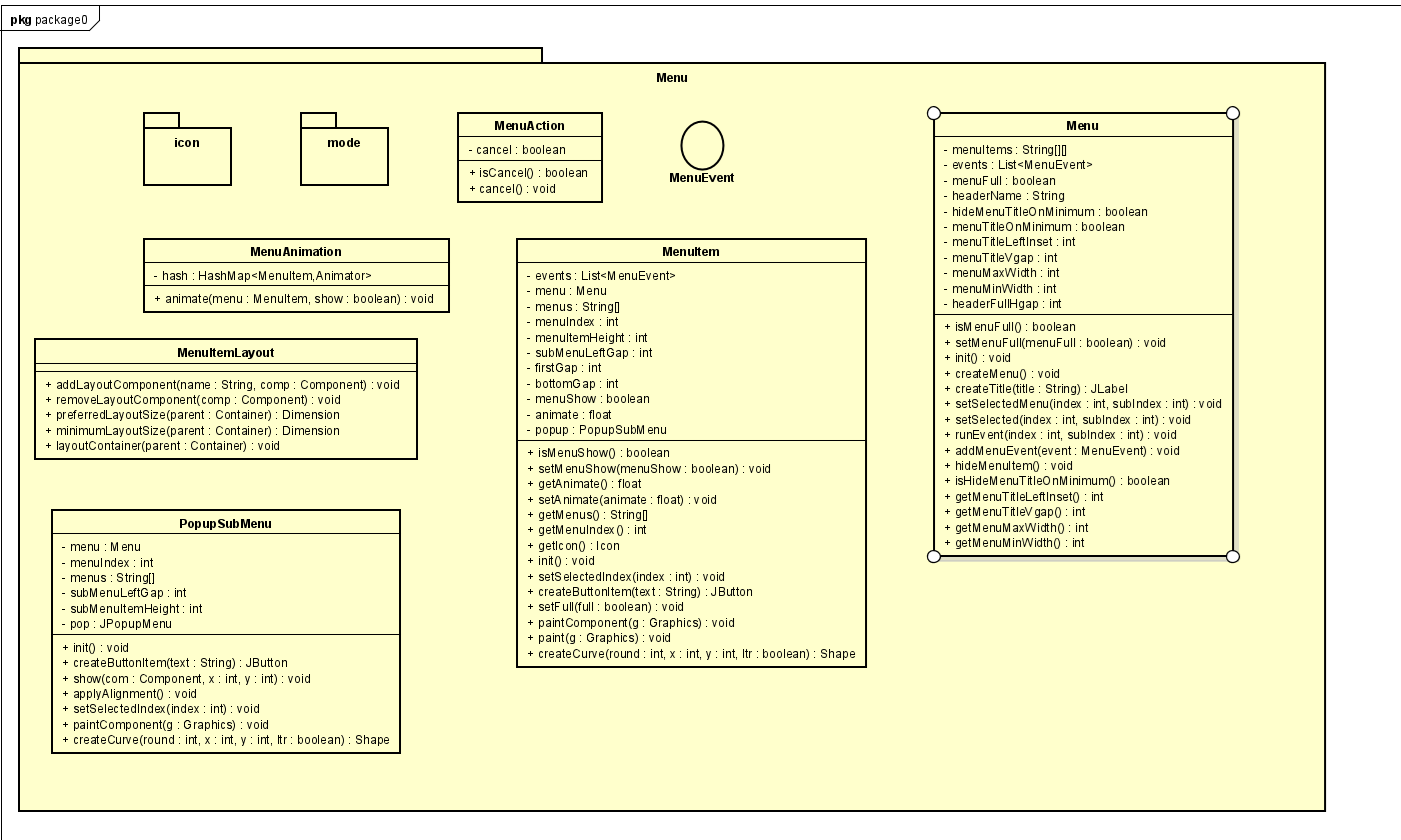 pkg package0
Menu
icon
mode
MenuAction
- cancel : boolean
+ isCancel() : boolean
+ cancel() : void
MenuEvent
Menu
- menuItems : String[][]
- events : List<MenuEvent>
- menuFull : boolean
- headerName : String
- hideMenuTitleOnMinimum : boolean
- menuTitleOnMinimum : boolean
- menuTitleLeftInset : int
- menuTitleVgap : int
- menuMaxWidth : int
- menuMinWidth : int
- headerFullHgap : int
+ isMenuFull() : boolean
+ setMenuFull(menuFull : boolean) : void
+ init() : void
+ createMenu() : void
+ createTitle(title : String) : JLabel
+ setSelectedMenu(index : int, subIndex : int) : void
+ setSelected(index : int, subIndex : int) : void
+ runEvent(index : int, subIndex : int) : void
+ addMenuEvent(event : MenuEvent) : void
+ hideMenuItem() : void
+ isHideMenuTitleOnMinimum() : boolean
+ getMenuTitleLeftInset() : int
+ getMenuTitleVgap() : int
+ getMenuMaxWidth() : int
+ getMenuMinWidth() : int
MenuAnimation
- hash : HashMap<MenuItem,Animator>
+ animate(menu : MenuItem, show : boolean) : void
MenuItem
- events : List<MenuEvent>
- menu : Menu
- menus : String[]
- menuIndex : int
- menuItemHeight : int
- subMenuLeftGap : int
- firstGap : int
- bottomGap : int
- menuShow : boolean
- animate : float
- popup : PopupSubMenu
+ isMenuShow() : boolean
+ setMenuShow(menuShow : boolean) : void
+ getAnimate() : float
+ setAnimate(animate : float) : void
+ getMenus() : String[]
+ getMenuIndex() : int
+ getIcon() : Icon
+ init() : void
+ setSelectedIndex(index : int) : void
+ createButtonItem(text : String) : JButton
+ setFull(full : boolean) : void
+ paintComponent(g : Graphics) : void
+ paint(g : Graphics) : void
+ createCurve(round : int, x : int, y : int, ltr : boolean) : Shape
MenuItemLayout
+ addLayoutComponent(name : String, comp : Component) : void
+ removeLayoutComponent(comp : Component) : void
+ preferredLayoutSize(parent : Container) : Dimension
+ minimumLayoutSize(parent : Container) : Dimension
+ layoutContainer(parent : Container) : void
PopupSubMenu
- menu : Menu
- menuIndex : int
- menus : String[]
- subMenuLeftGap : int
- subMenuItemHeight : int
- pop : JPopupMenu
+ init() : void
+ createButtonItem(text : String) : JButton
+ show(com : Component, x : int, y : int) : void
+ applyAlignment() : void
+ setSelectedIndex(index : int) : void
+ paintComponent(g : Graphics) : void
+ createCurve(round : int, x : int, y : int, ltr : boolean) : Shape